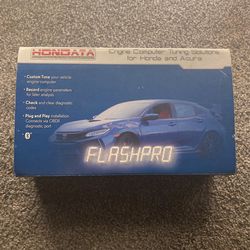 HONDATA
Engine Computer Tuning Solutions
for Honda and Acura
• Custom Tune your vehicle
engine computer
• Record engine parameters
for later analysis
• Check and clear diagnostic
codes
• Plug and Play installation
Connects via OBDII
diagnostic port
FLASHPRO